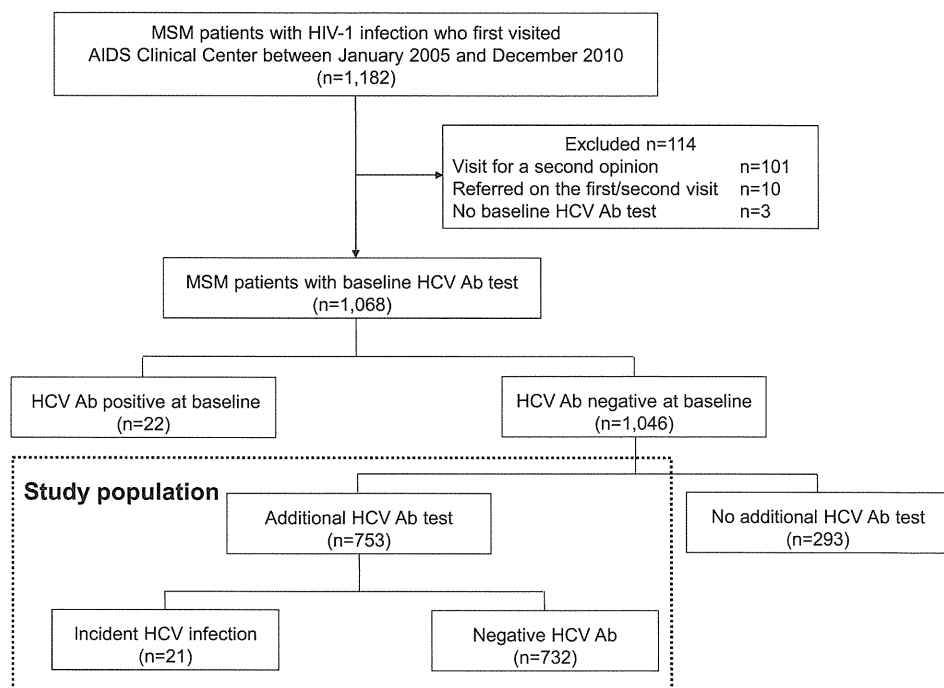 MSM patients with HIV-1 infection who first visited
AIDS Clinical Center between January 2005 and December 2010
(n=1,182)
Excluded n=114
Visit for a second opinion n=101
Referred on the first/second visit n=10
No baseline HCV Ab test n=3
MSM patients with baseline HCV Ab test
(n=1,068)
HCV Ab positive at baseline
(n=22)
HCV Ab negative at baseline
(n=1,046)
Study population
Additional HCV Ab test
(n=753)
No additional HCV Ab test
(n=293)
Incident HCV infection
(n=21)
Negative HCV Ab
(n=732)